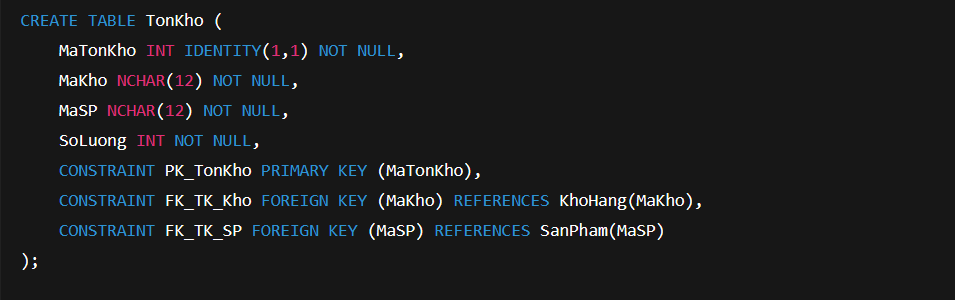 CREATE TABLE TonKho (
    MaTonKho INT IDENTITY(1,1) NOT NULL,
    MaKho NCHAR(12) NOT NULL,
    MaSP NCHAR(12) NOT NULL,
    SoLuong INT NOT NULL,
    CONSTRAINT PK_TonKho PRIMARY KEY (MaTonKho),
    CONSTRAINT FK_TK_Kho FOREIGN KEY (MaKho) REFERENCES KhoHang(MaKho),
    CONSTRAINT FK_TK_SP FOREIGN KEY (MaSP) REFERENCES SanPham(MaSP)
);